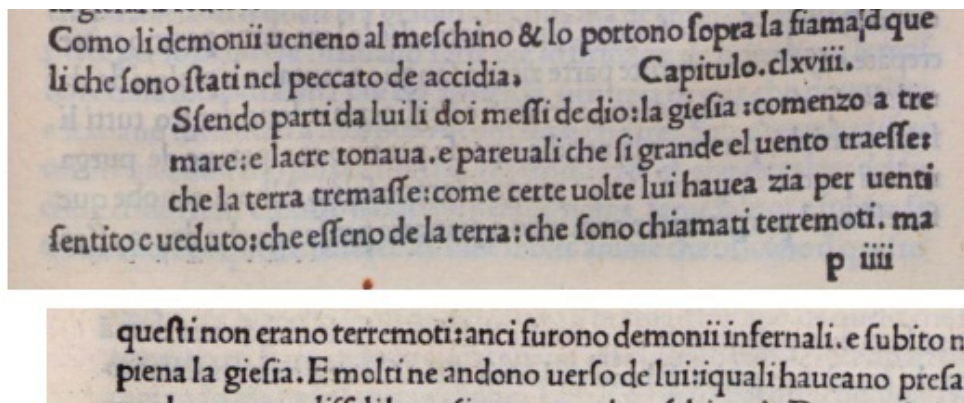 Como li demonii ueneno al meſchino & lo portono ſopra la fiama d que
li che ſono ſtati nel peccato de accidia, Capitulo.clxviii.
Sſendo parti da lui li doi meſſi de dio:la gieſia :comenzo a tre
mare:e laere tonaua.e pareuali che ſi grande el uento traeſſe:
che la terra tremaſſe:come certe uolte lui hauea zia per uenti
ſentito e ueduto:che eſſeno de la terra: che ſono chiamati terremoti. ma
p iiii
queſti non erano terremoti:anci furono demonii infernali.e ſubito n
piena la gieſia. E molti ne andono uerſo de lui:iquali haueano preſa